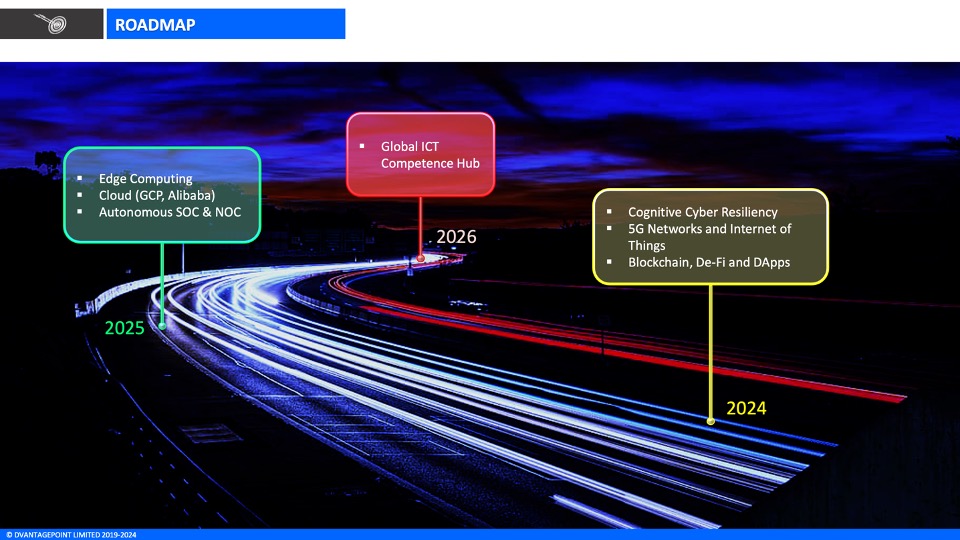 ROADMAP
Global ICT
Competence Hub
Edge Computing
Cloud (GCP, Alibaba)
Autonomous SOC & NOC
Cognitive Cyber Resiliency
5G Networks and Internet of
Things
Blockchain, De-Fi and DApps
2026
2025
2024
© DVANTAGEPOINT LIMITED 2019-2024